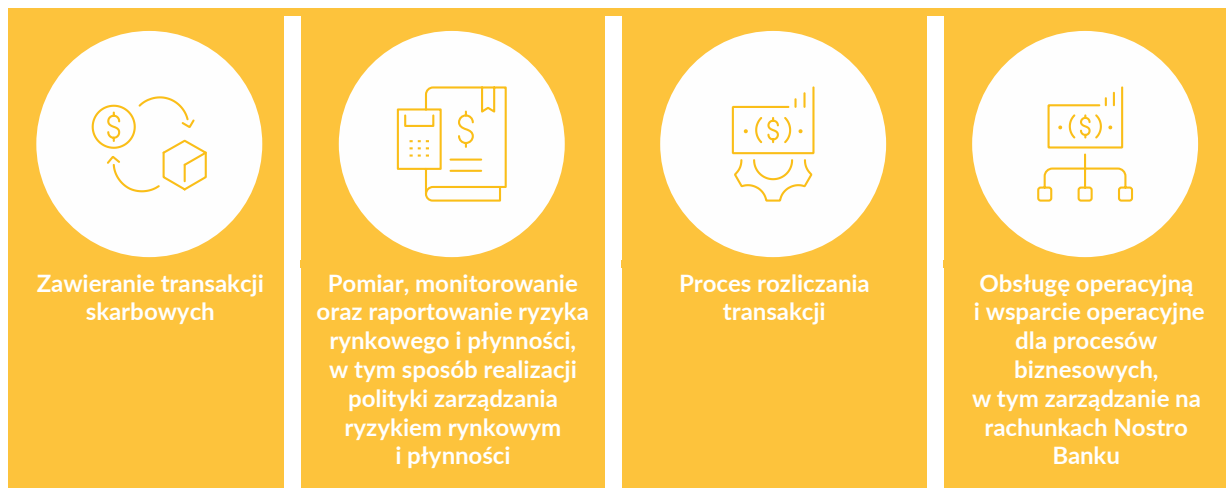 Zawieranie transakcji
skarbowych
Pomiar, monitorowanie
oraz raportowanie ryzyka
rynkowego i płynności,
w tym sposób realizacji
polityki zarządzania
ryzykiem rynkowym
i płynności
Proces rozliczania
transakcji
Obsługę operacyjną
i wsparcie operacyjne
dla procesów
biznesowych,
w tym zarządzanie na
rachunkach Nostro
Banku